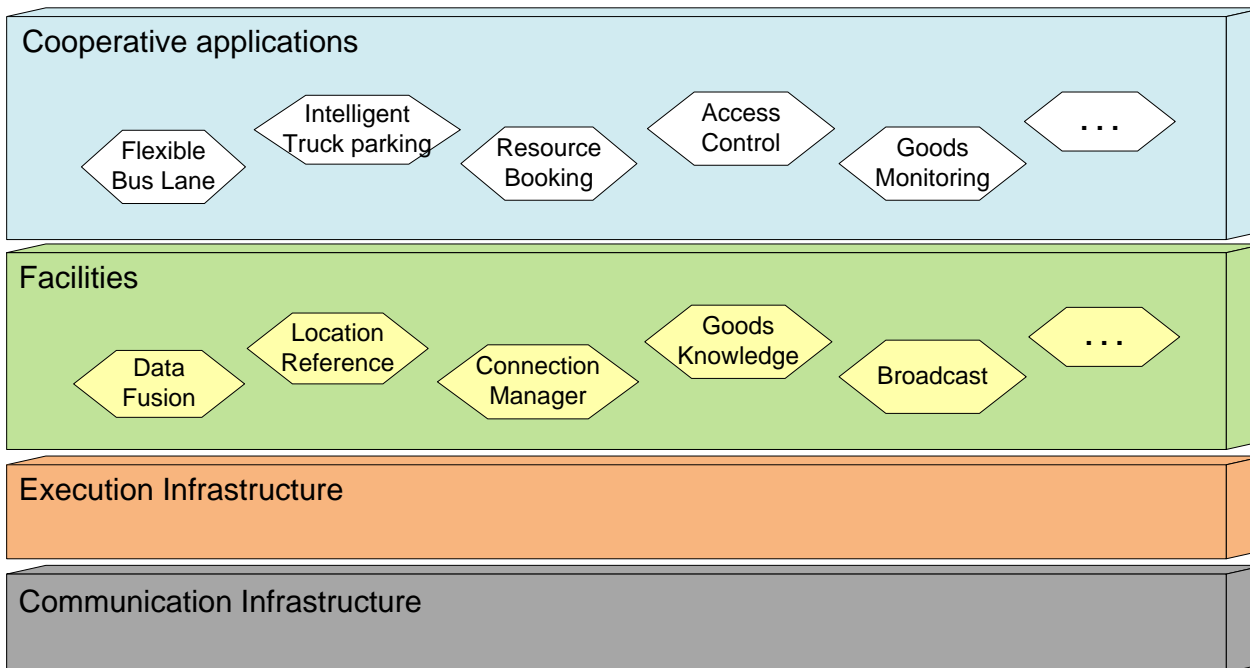 Cooperative applications
Flexible
Bus Lane
Intelligent
Truck parking
Resource
Booking
Access
Control
Goods
Monitoring
. . .
Facilities
Data
Fusion
Location
Reference
Connection
Manager
Goods
Knowledge
Broadcast
. . .
Execution Infrastructure
Communication Infrastructure